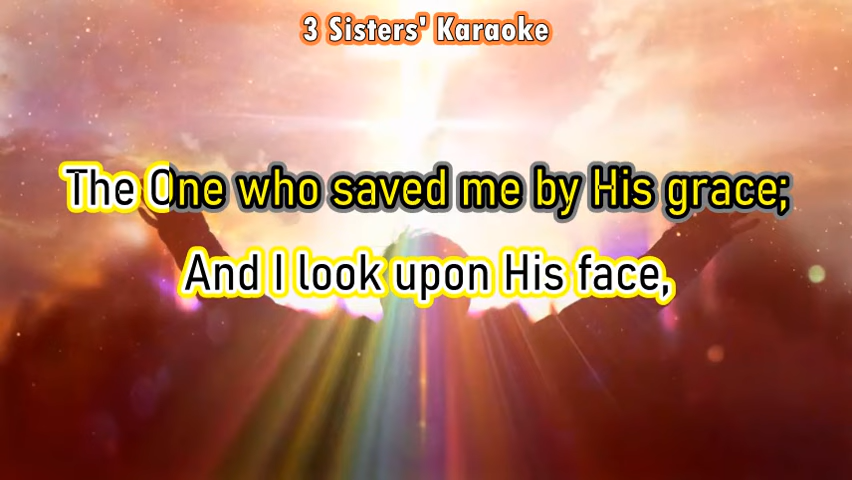 3 Sisters' Karaoke
The One who saved me by His grace;
And I look upon His face,